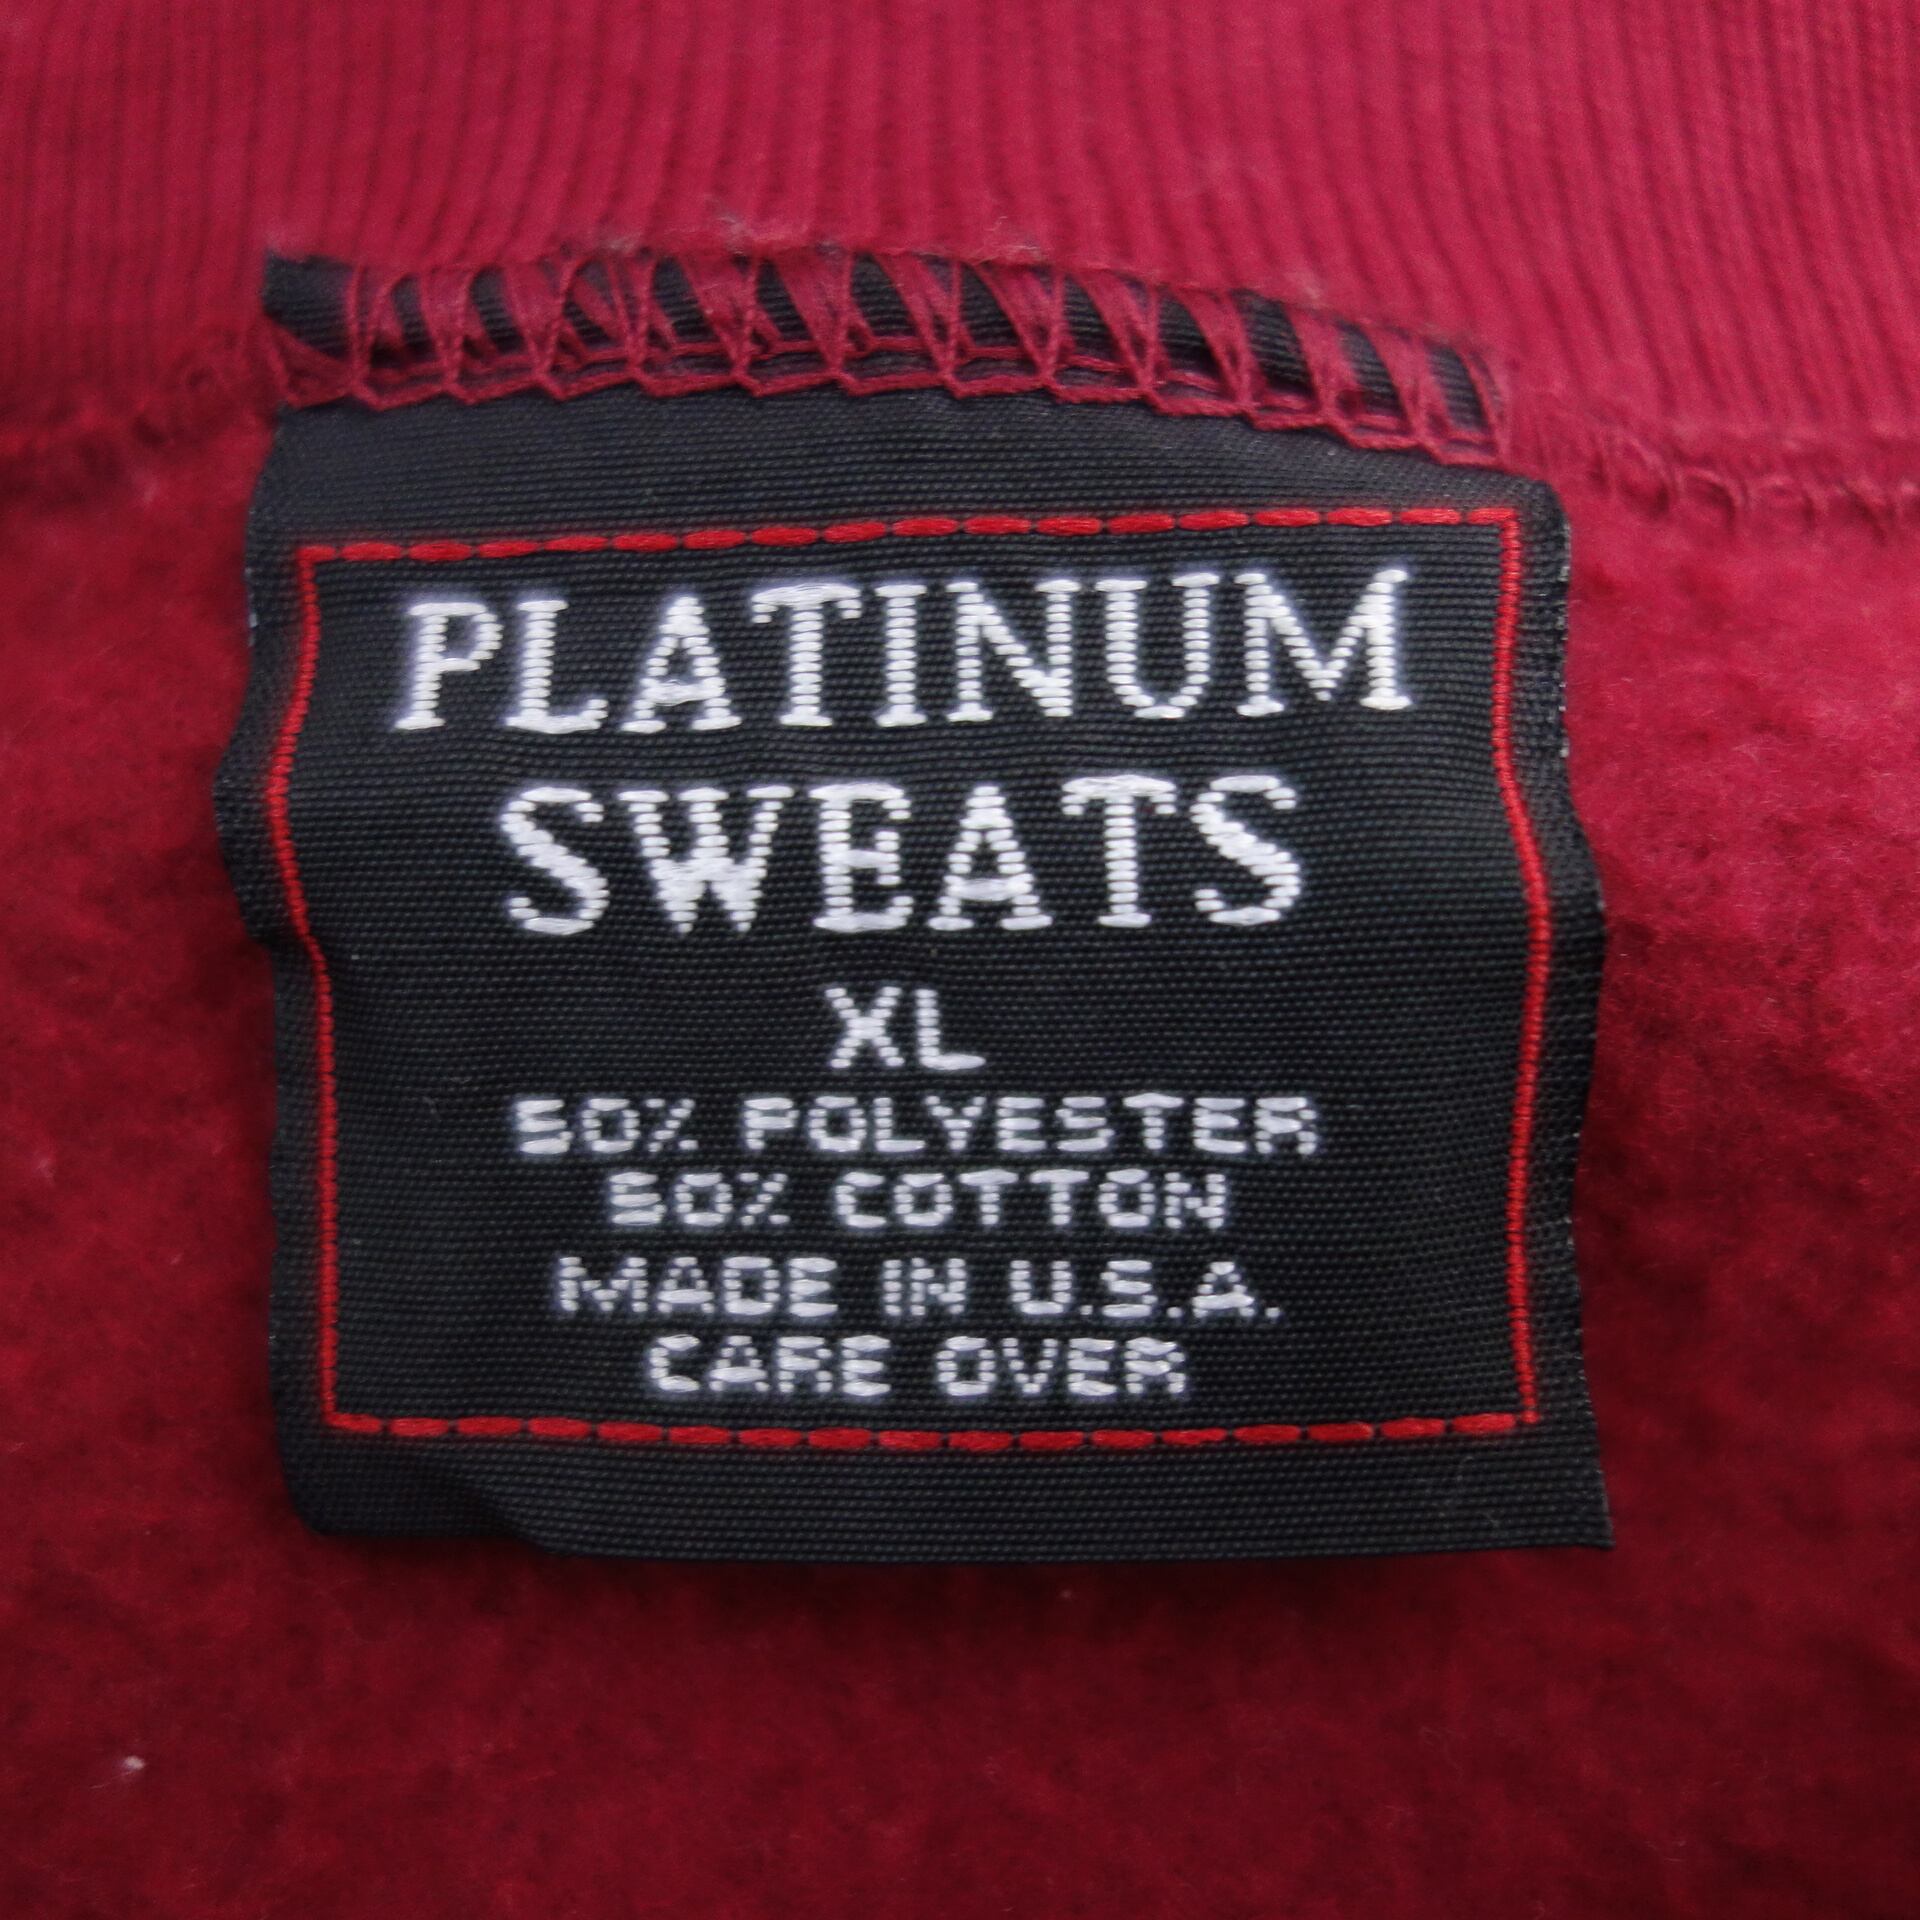 PLATINUM
SWEATS
XL
50% POLYESTER
50% COTTON
MADE IN U.S.A.
CARE OVER